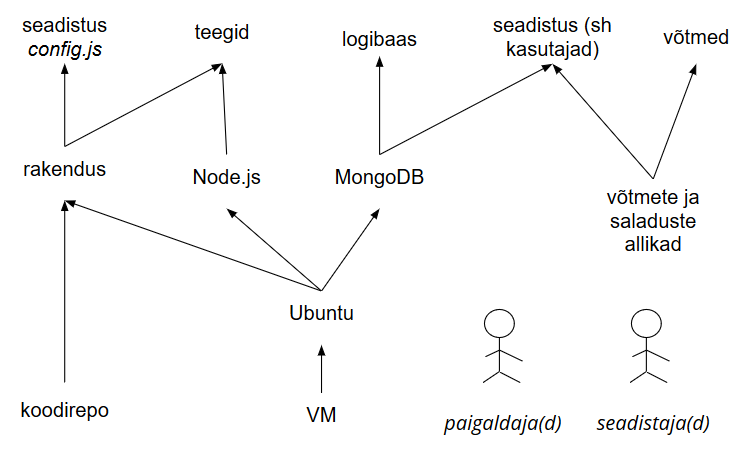 seadistus
config.js
teegid
logibaas
seadistus (sh
kasutajad)
võtmed
rakendus
Node.js
MongoDB
võtmete ja
saladuste
allikad
Ubuntu
koodirepo
VM
paigaldaja(d)
seadistaja(d)